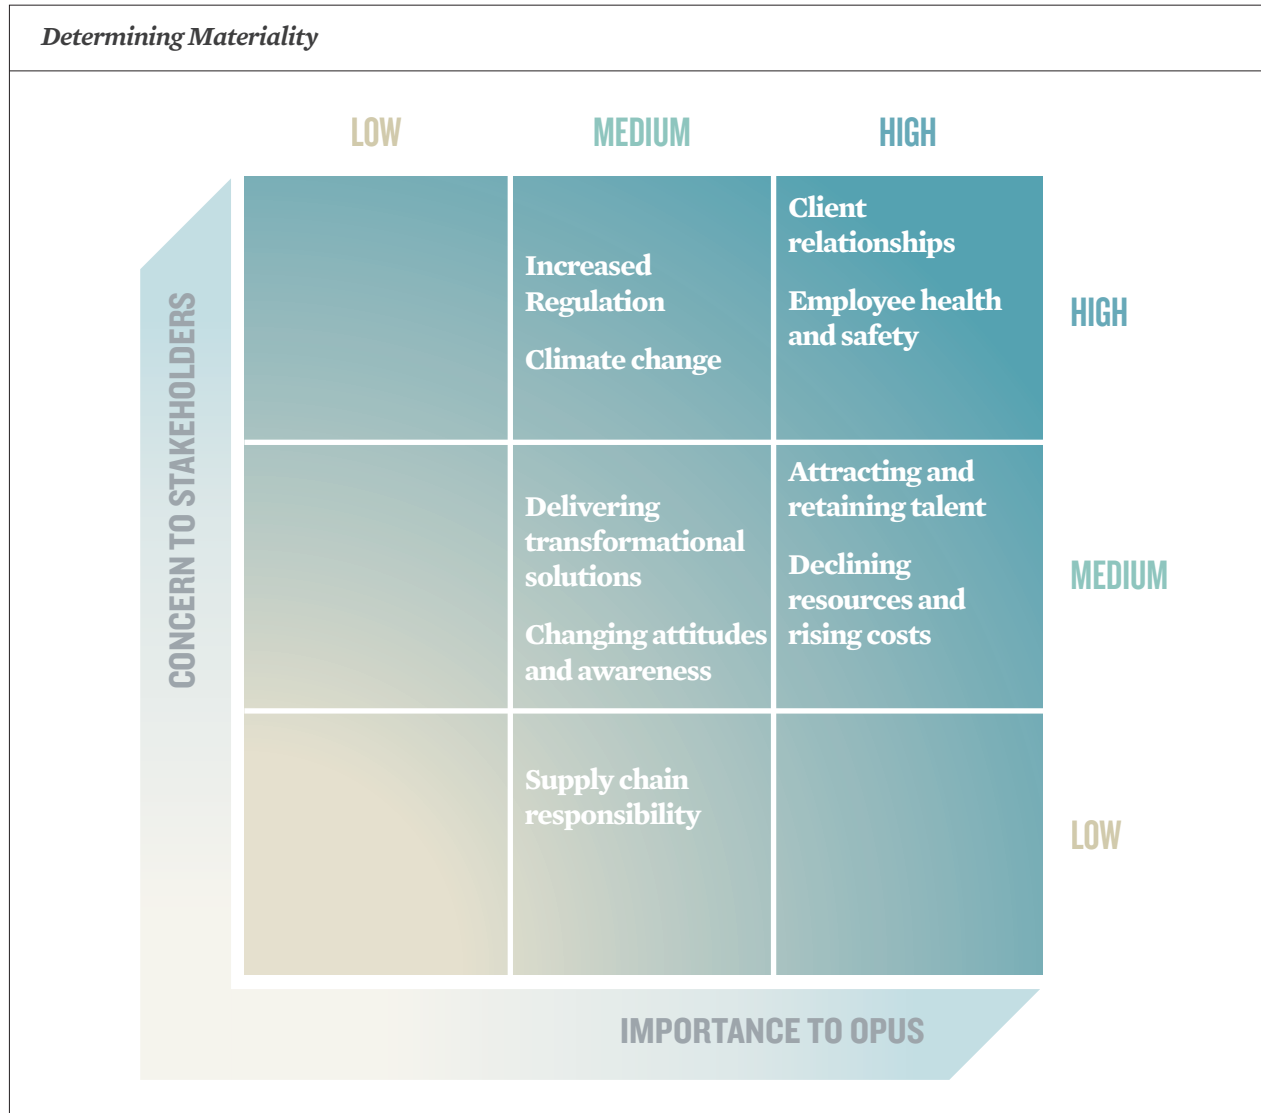 Determining Materiality
LOW
MEDIUM
HIGH
CONCERN TO STAKEHOLDERS
Increased
Regulation
Climate change
Client
relationships
Employee health
and safety
HIGH
Delivering
transformational
solutions
Changing attitudes
and awareness
Attracting and
retaining talent
Declining
resources and
rising costs
MEDIUM
Supply chain
responsibility
LOW
IMPORTANCE TO OPUS